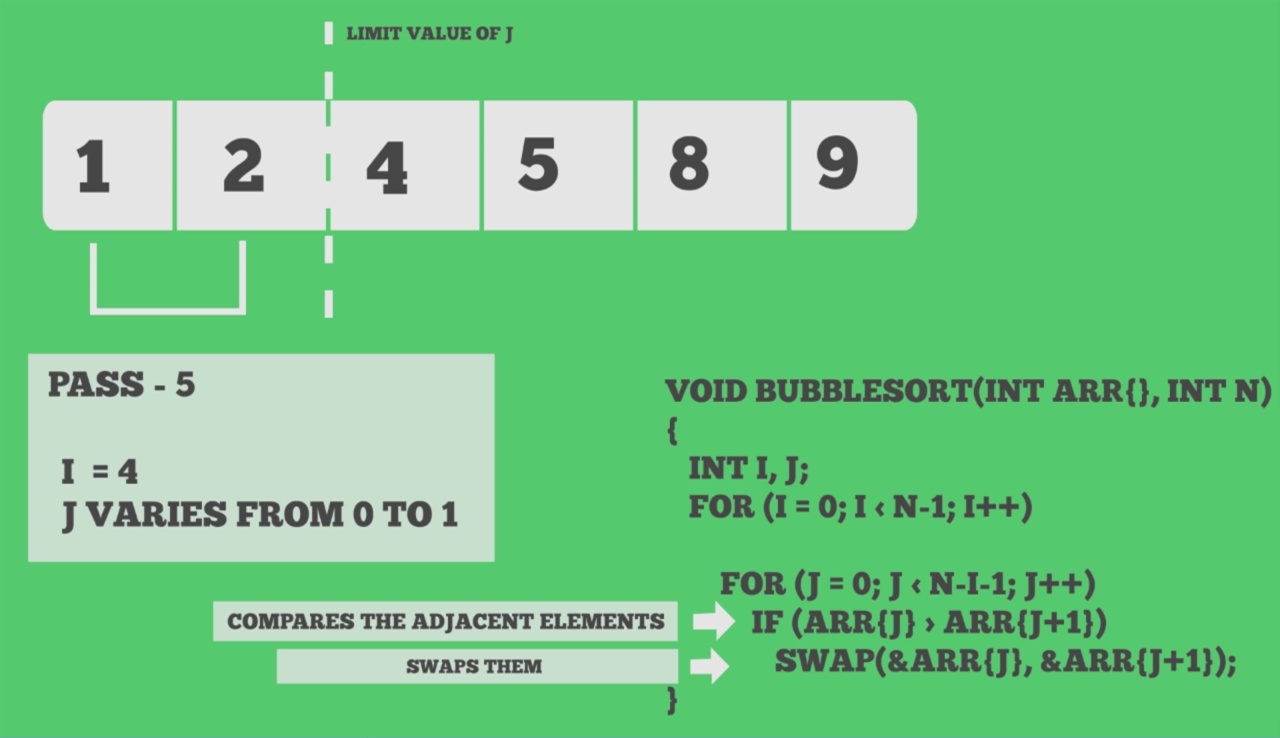 LIMIT VALUE OF J
1 2 4 5 8 9
PASS - 5
I = 4
J VARIES FROM 0 TO 1
VOID BUBBLESORT(INT ARR{}, INT N)
{
INT I, J;
FOR (I = 0; I < N-1; I++)
FOR (J = 0; J < N-I-1; J++)
COMPARES THE ADJACENT ELEMENTS
IF (ARR{J} > ARR{J+1})
SWAPS THEM
SWAP(&ARR{J}, &ARR{J+1});
}